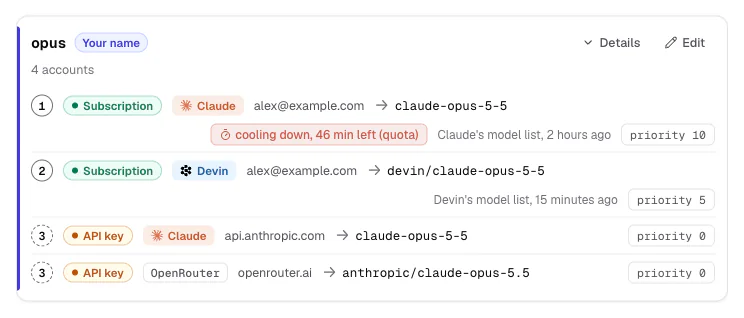 opus Your name Details Edit
4 accounts
1 Subscription Claude alex@example.com → claude-opus-5-5
cooling down, 46 min left (quota) Claude's model list, 2 hours ago priority 10
2 Subscription Devin alex@example.com → devin/claude-opus-5-5
Devin's model list, 15 minutes ago priority 5
3 API key Claude api.anthropic.com → claude-opus-5-5 priority 0
3 API key OpenRouter openrouter.ai → anthropic/claude-opus-5.5 priority 0